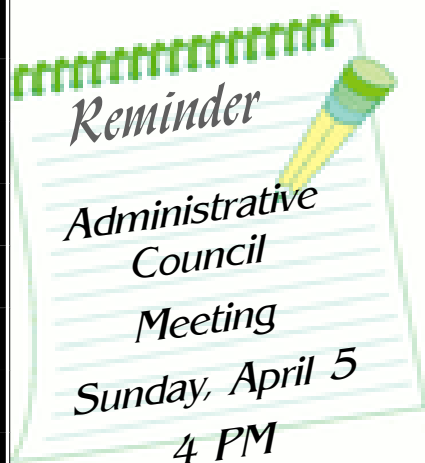 Reminder
Administrative
Council
Meeting
Sunday, April 5
4 PM